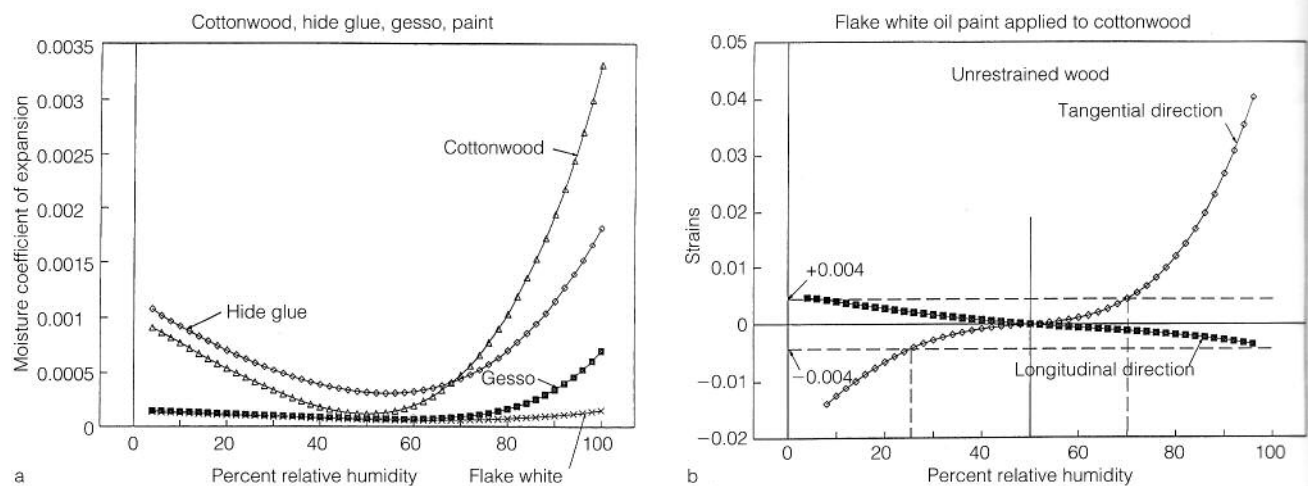 Cottonwood, hide glue, gesso, paint
0.0035
0.003
0.0025
0.002
0.0015
0.001
0.0005
0
Moisture coefficient of expansion
Cottonwood
Hide glue
Gesso
0 20 40 60 80 100
Percent relative humidity
Flake white
a
Flake white oil paint applied to cottonwood
Unrestrained wood
0.05
0.04
0.03
0.02
0.01
0
−0.01
−0.02
Strains
Tangential direction
+0.004
−0.004
Longitudinal direction
0 20 40 60 80 100
Percent relative humidity
b